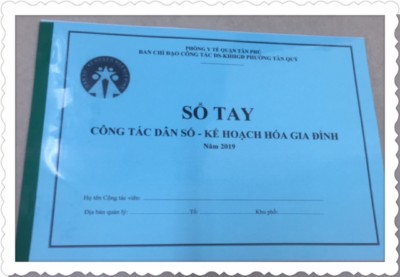 PHÒNG Y TẾ QUẬN TÂN PHÚ
BAN CHỈ ĐẠO CÔNG TÁC DS-KHHGĐ PHƯỜNG TÂN QUÝ
SỔ TAY
CÔNG TÁC DÂN SỐ - KẾ HOẠCH HÓA GIA ĐÌNH
Năm 2019
Họ tên Công tác viên:
Địa bàn quản lý: Tổ: Khu phố: